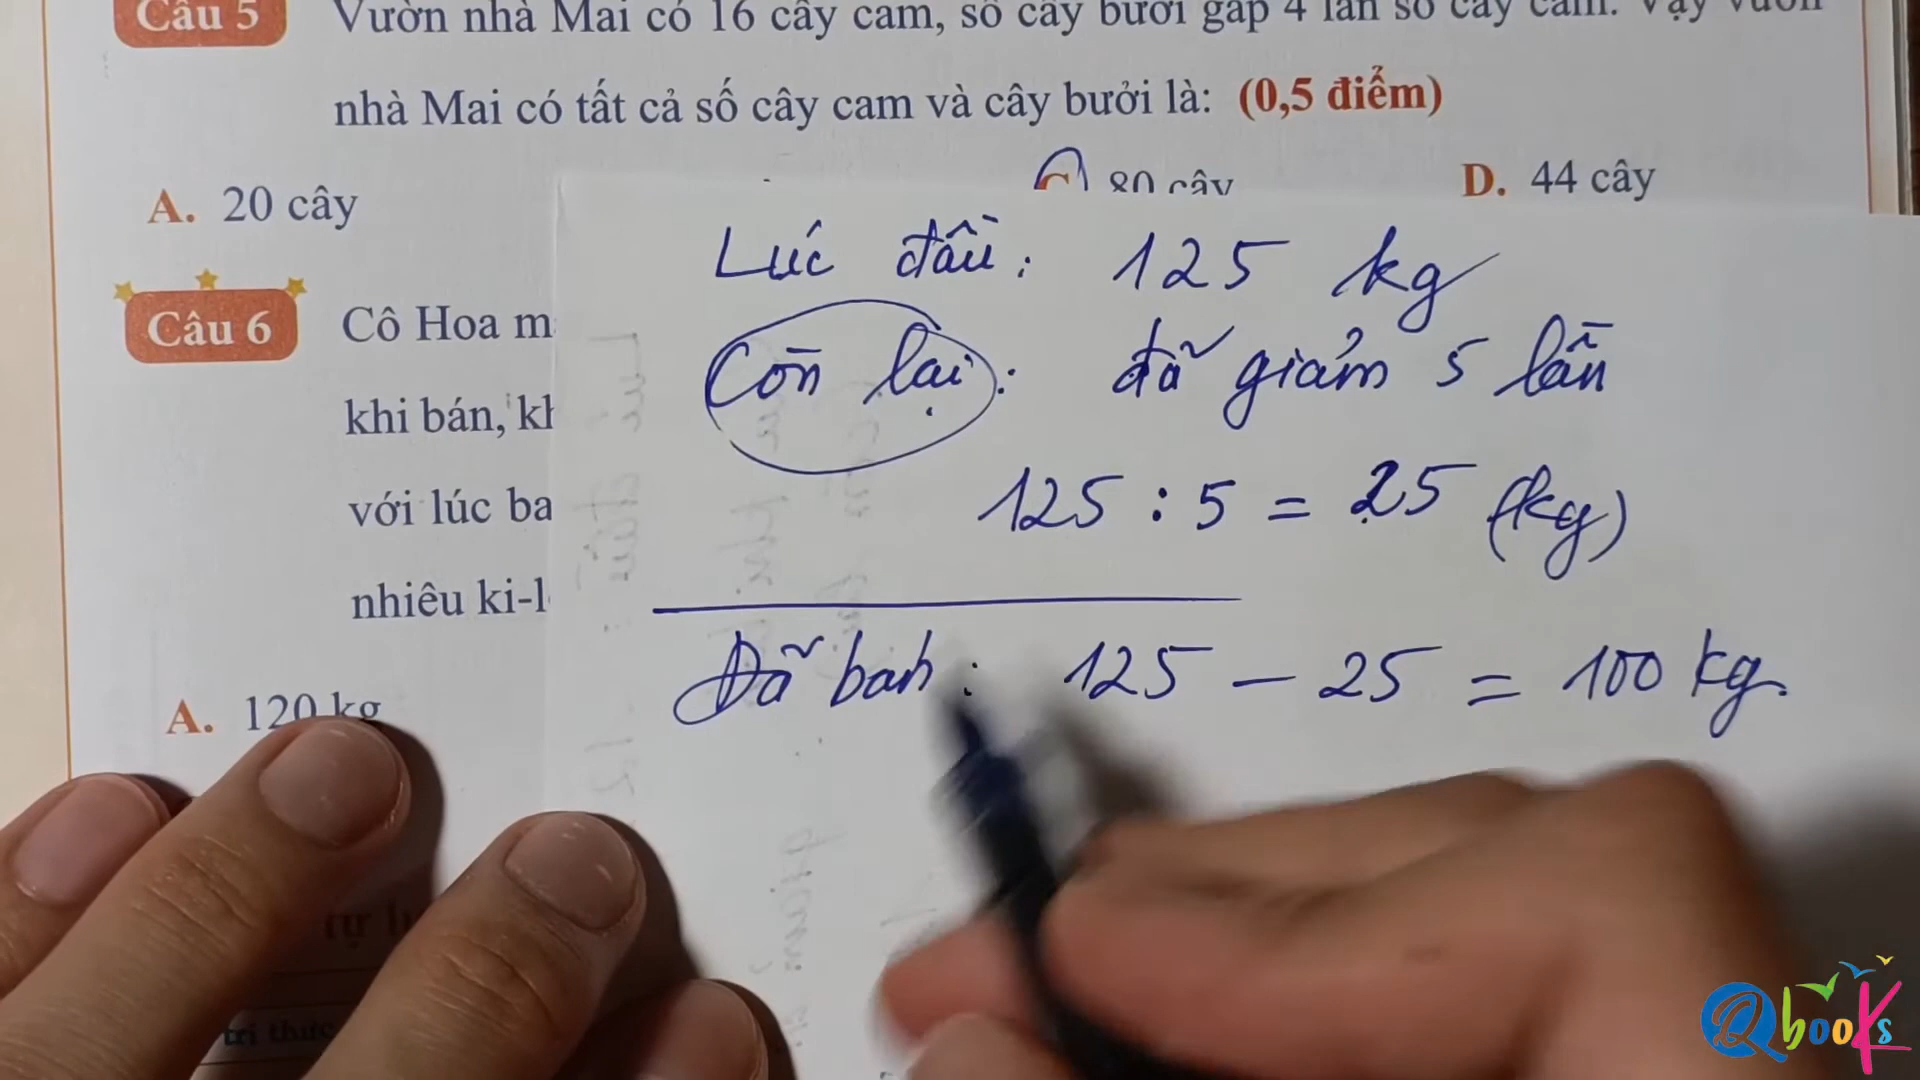 Câu 5 Vườn nhà Mai có 16 cây cam, số cây bưởi gấp 4 lần số cây cam. Vậy vườn
nhà Mai có tất cả số cây cam và cây bưởi là: (0,5 điểm)
A. 20 cây 80 cây D. 44 cây
Lúc đầu: 125 kg
Câu 6 Cô Hoa m
Còn lại: đã giảm 5 lần
khi bán, kh
125 : 5 = 25 (kg)
với lúc ba
nhiêu ki-l
Đã bán: 125 - 25 = 100 kg.
A. 120 kg
tự
tri thức
Qbooks